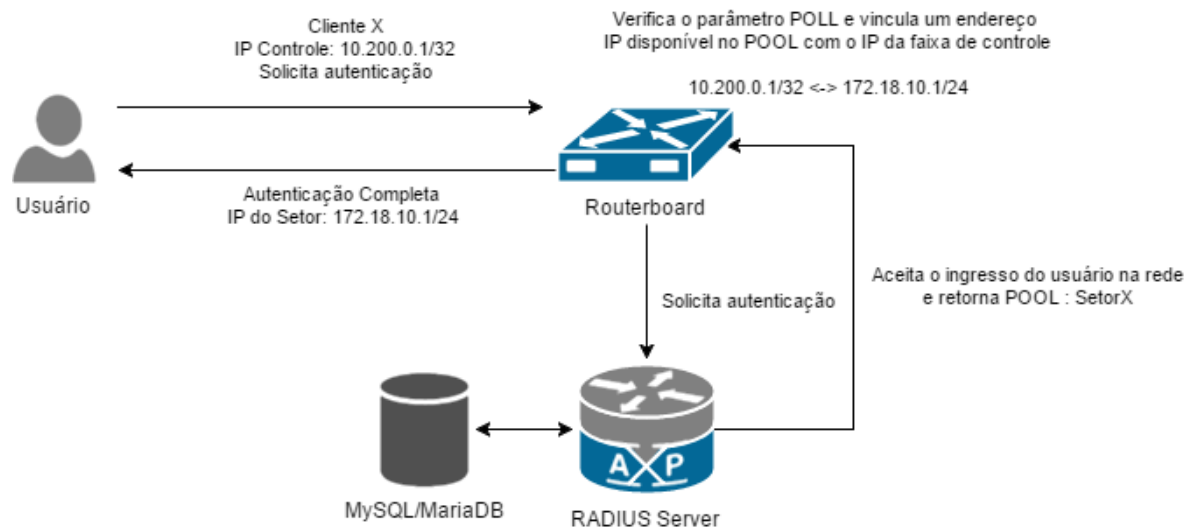 Cliente X
IP Controle: 10.200.0.1/32
Solicita autenticação
Verifica o parâmetro POLL e vincula um endereço
IP disponível no POOL com o IP da faixa de controle
10.200.0.1/32 <-> 172.18.10.1/24
Usuário
Autenticação Completa
IP do Setor: 172.18.10.1/24
Routerboard
Solicita autenticação
Aceita o ingresso do usuário na rede
e retorna POOL : SetorX
A P
MySQL/MariaDB
RADIUS Server